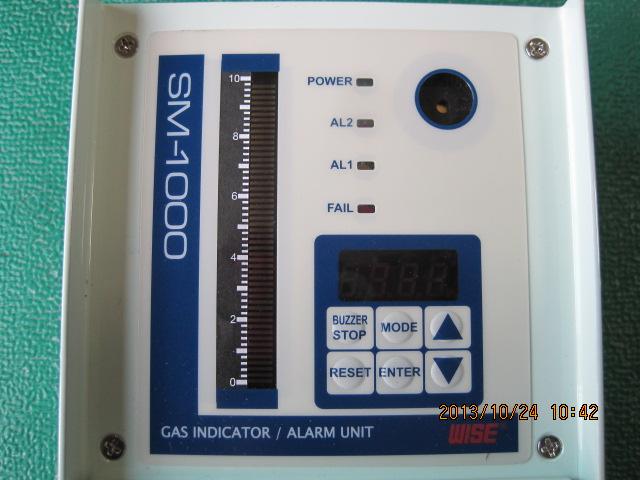 SM-1000
10
8
6
4
2
0
POWER
AL2
AL1
FAIL
BUZZER
STOP
MODE
RESET
ENTER
GAS INDICATOR / ALARM UNIT
WISE
2013/10/24 10:42